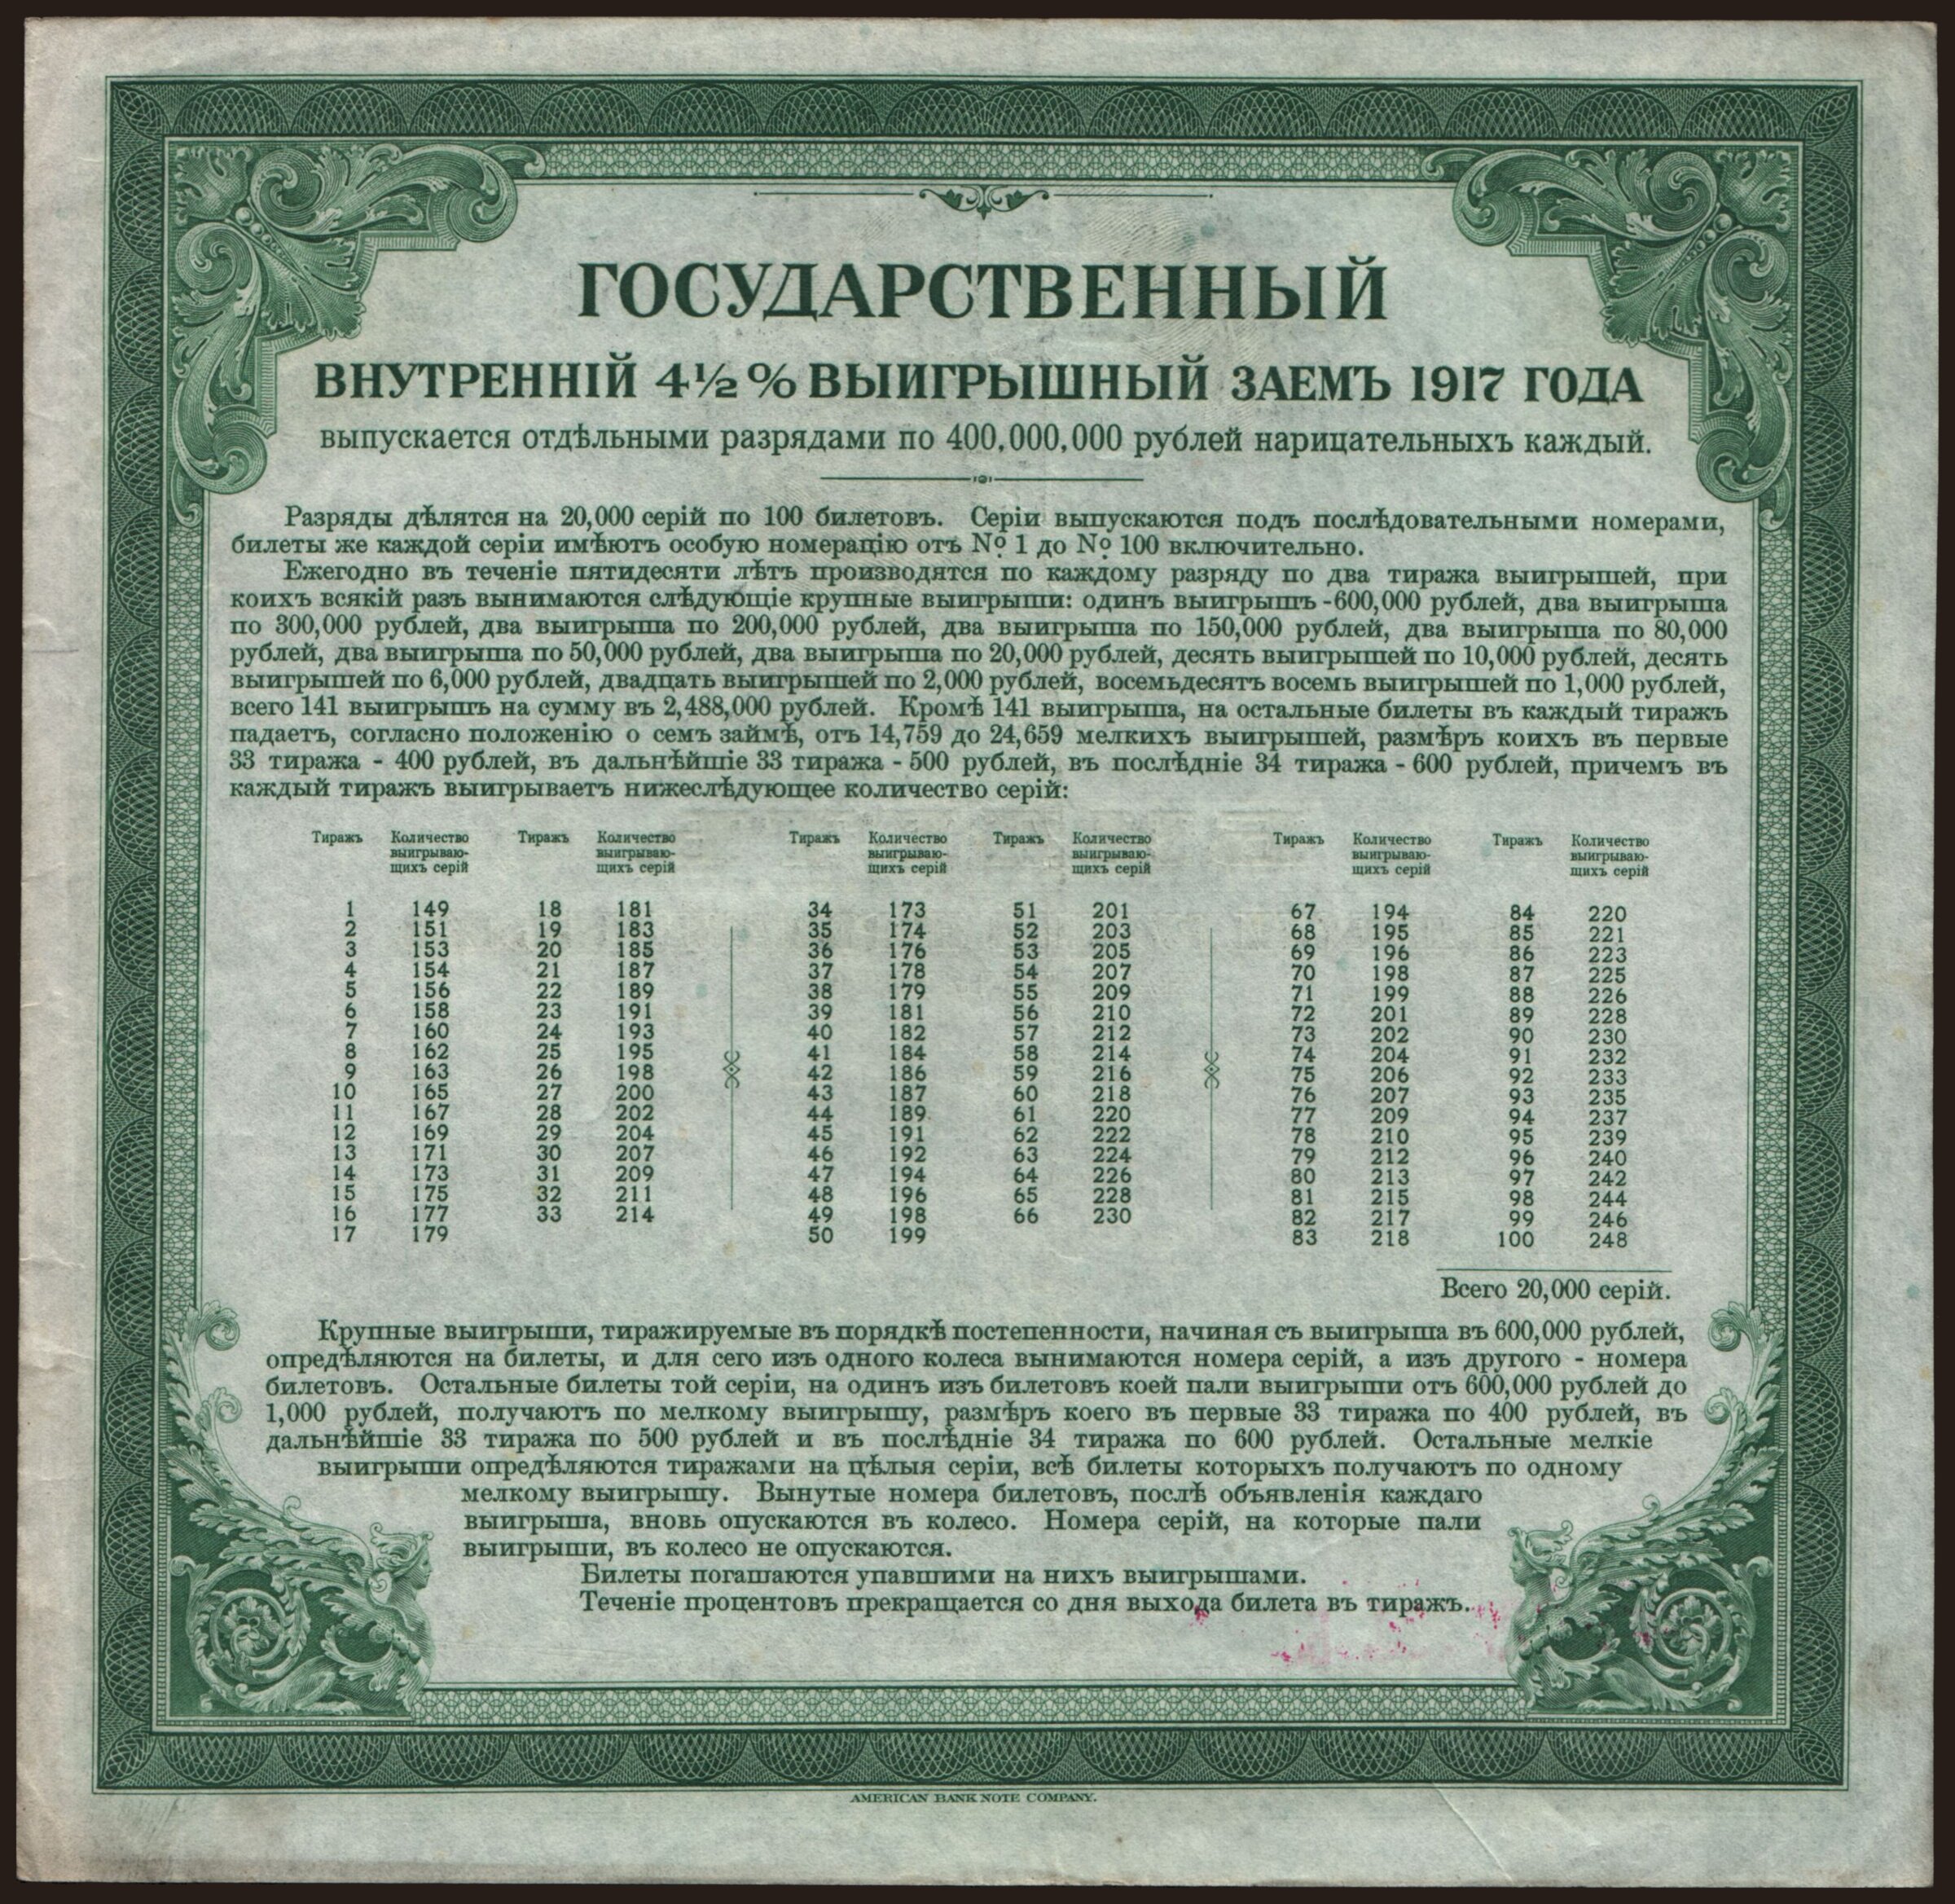 ГОСУДАРСТВЕННЫЙ
ВНУТРЕННІЙ 4½% ВЫИГРЫШНЫЙ ЗАЕМЪ 1917 ГОДА
выпускается отдѣльными разрядами по 400,000,000 рублей нарицательныхъ каждый.
Разряды дѣлятся на 20,000 серій по 100 билетовъ. Серіи выпускаются подъ послѣдовательными номерами,
билеты же каждой серіи имѣютъ особую номерацію отъ № 1 до № 100 включительно.
Ежегодно въ теченіе пятидесяти лѣтъ производятся по каждому разряду по два тиража выигрышей, при
коихъ всякій разъ вынимаются слѣдующіе крупные выигрыши: одинъ выигрышъ - 600,000 рублей, два выигрыша
по 300,000 рублей, два выигрыша по 200,000 рублей, два выигрыша по 150,000 рублей, два выигрыша по 80,000
рублей, два выигрыша по 50,000 рублей, два выигрыша по 20,000 рублей, десять выигрышей по 10,000 рублей, десять
выигрышей по 6,000 рублей, двадцать выигрышей по 2,000 рублей, восемьдесятъ восемь выигрышей по 1,000 рублей,
всего 141 выигрышъ на сумму въ 2,488,000 рублей. Кромѣ 141 выигрыша, на остальные билеты въ каждый тиражъ
падаетъ, согласно положенію о семъ займѣ, отъ 14,759 до 24,659 мелкихъ выигрышей, размѣръ коихъ въ первые
33 тиража - 400 рублей, въ дальнѣйшіе 33 тиража - 500 рублей, въ послѣдніе 34 тиража - 600 рублей, причемъ въ
каждый тиражъ выигрываетъ нижеслѣдующее количество серій:
Тиражъ Количество Тиражъ Количество Тиражъ Количество Тиражъ Количество Тиражъ Количество Тиражъ Количество
выигрываю- выигрываю- выигрываю- выигрываю- выигрываю- выигрываю-
щихъ серій щихъ серій щихъ серій щихъ серій щихъ серій щихъ серій
1 149 18 181 34 173 51 201 67 194 84 220
2 151 19 183 35 174 52 203 68 195 85 221
3 153 20 185 36 176 53 205 69 196 86 223
4 154 21 187 37 178 54 207 70 198 87 225
5 156 22 189 38 179 55 209 71 199 88 226
6 158 23 191 39 181 56 210 72 201 89 228
7 160 24 193 40 182 57 212 73 202 90 230
8 162 25 195 41 184 58 214 74 204 91 232
9 163 26 198 42 186 59 216 75 206 92 233
10 165 27 200 43 187 60 218 76 207 93 235
11 167 28 202 44 189 61 220 77 209 94 237
12 169 29 204 45 191 62 222 78 210 95 239
13 171 30 207 46 192 63 224 79 212 96 240
14 173 31 209 47 194 64 226 80 213 97 242
15 175 32 211 48 196 65 228 81 215 98 244
16 177 33 214 49 198 66 230 82 217 99 246
17 179 50 199 83 218 100 248
Всего 20,000 серій.
Крупные выигрыши, тиражируемые въ порядкѣ постепенности, начиная съ выигрыша въ 600,000 рублей,
опредѣляются на билеты, и для сего изъ одного колеса вынимаются номера серій, а изъ другого - номера
билетовъ. Остальные билеты той серіи, на одинъ изъ билетовъ коей пали выигрыши отъ 600,000 рублей до
1,000 рублей, получаютъ по мелкому выигрышу, размѣръ коего въ первые 33 тиража по 400 рублей, въ
дальнѣйшіе 33 тиража по 500 рублей и въ послѣдніе 34 тиража по 600 рублей. Остальные мелкіе
выигрыши опредѣляются тиражами на цѣлыя серіи, всѣ билеты которыхъ получаютъ по одному
мелкому выигрышу. Вынутые номера билетовъ, послѣ объявленія каждаго
выигрыша, вновь опускаются въ колесо. Номера серій, на которые пали
выигрыши, въ колесо не опускаются.
Билеты погашаются упавшими на нихъ выигрышами.
Теченіе процентовъ прекращается со дня выхода билета въ тиражъ.
AMERICAN BANK NOTE COMPANY.